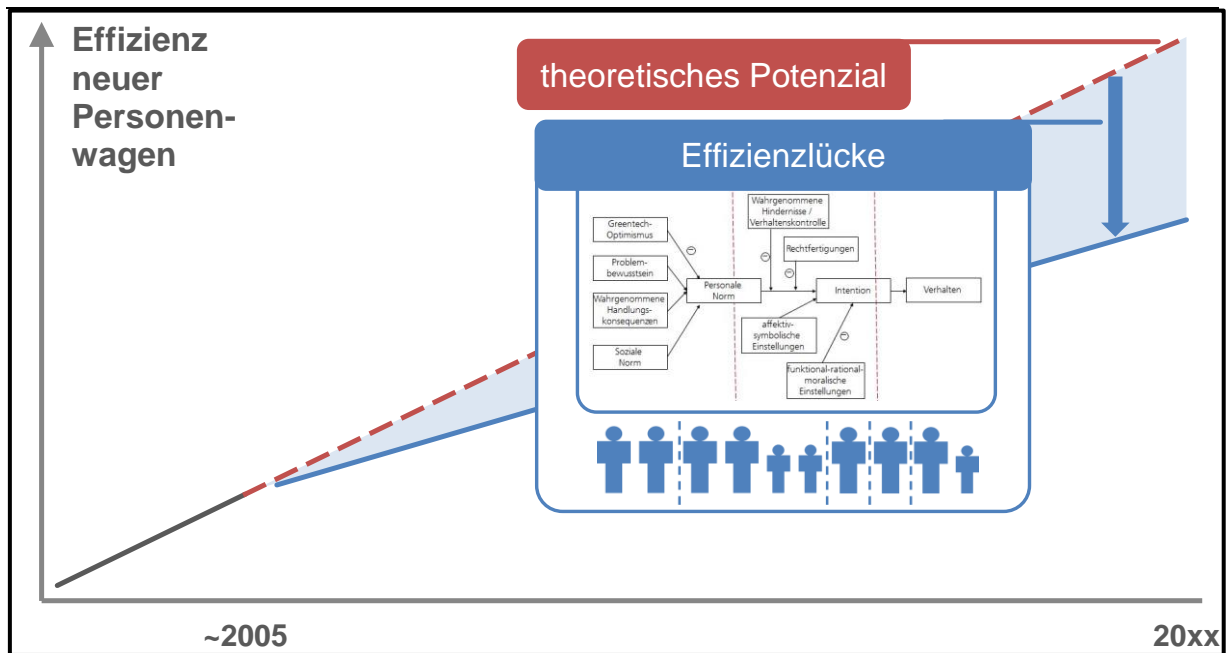 Effizienz
neuer
Personen-
wagen
theoretisches Potenzial
Effizienzlücke
Wahrgenommene
Hindernisse /
Verhaltenskontrolle
Greentech-
Optimismus
Rechtfertigungen
Problem-
bewusstsein
Personale
Norm
Intention
Verhalten
Wahrgenommene
Handlungs-
konsequenzen
affektiv-
symbolische
Einstellungen
Soziale
Norm
funktional-rational-
moralische
Einstellungen
~2005
20xx